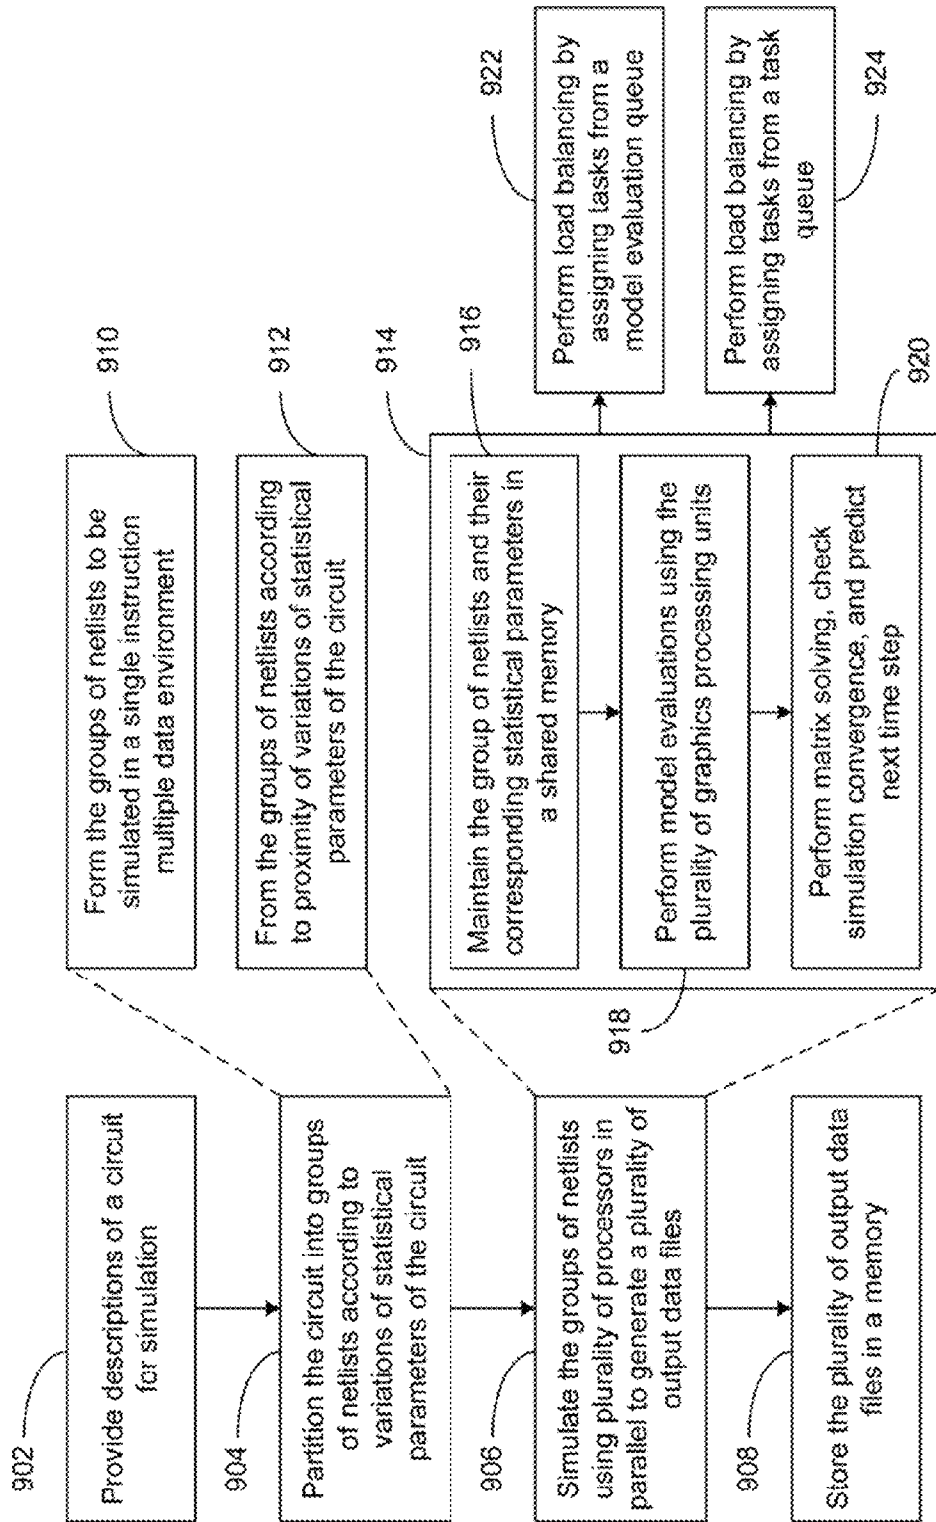 902
Provide descriptions of a circuit
for simulation
904
Partition the circuit into groups
of netlists according to
variations of statistical
parameters of the circuit
906
Simulate the groups of netlists
using plurality of processors in
parallel to generate a plurality of
output data files
908
Store the plurality of output data
files in a memory
910
Form the groups of netlists to be
simulated in a single instruction
multiple data environment
912
From the groups of netlists according
to proximity of variations of statistical
parameters of the circuit
914
916
Maintain the group of netlists and their
corresponding statistical parameters in
a shared memory
918
Perform model evaluations using the
plurality of graphics processing units
920
Perform matrix solving, check
simulation convergence, and predict
next time step
922
Perform load balancing by
assigning tasks from a
model evaluation queue
924
Perform load balancing by
assigning tasks from a task
queue